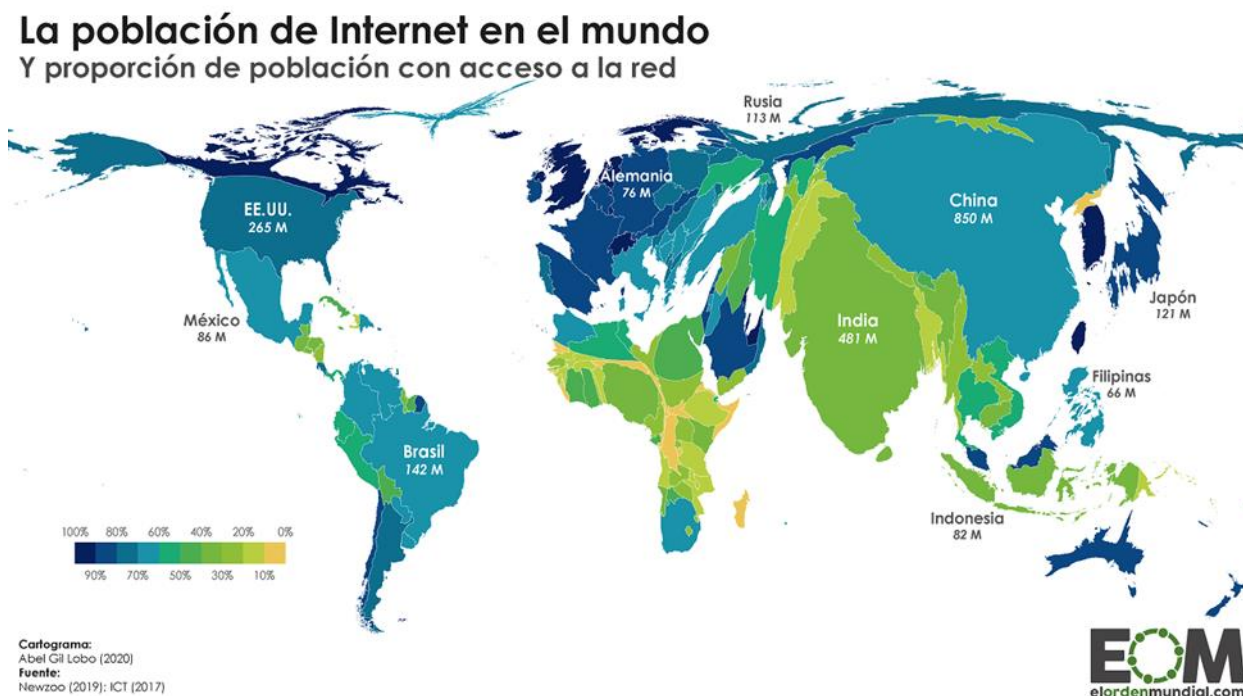 La población de Internet en el mundo
Y proporción de población con acceso a la red
Rusia
113 M
Alemania
76 M
EE.UU.
265 M
China
850 M
México
86 M
India
481 M
Japón
121 M
Filipinas
66 M
Brasil
142 M
Indonesia
82 M
100% 80% 60% 40% 20% 0%
90% 70% 50% 30% 10%
Cartograma:
Abel Gil Lobo (2020)
Fuente:
Newzoo (2019); ICT (2017)
EOM
elordenmundial.com